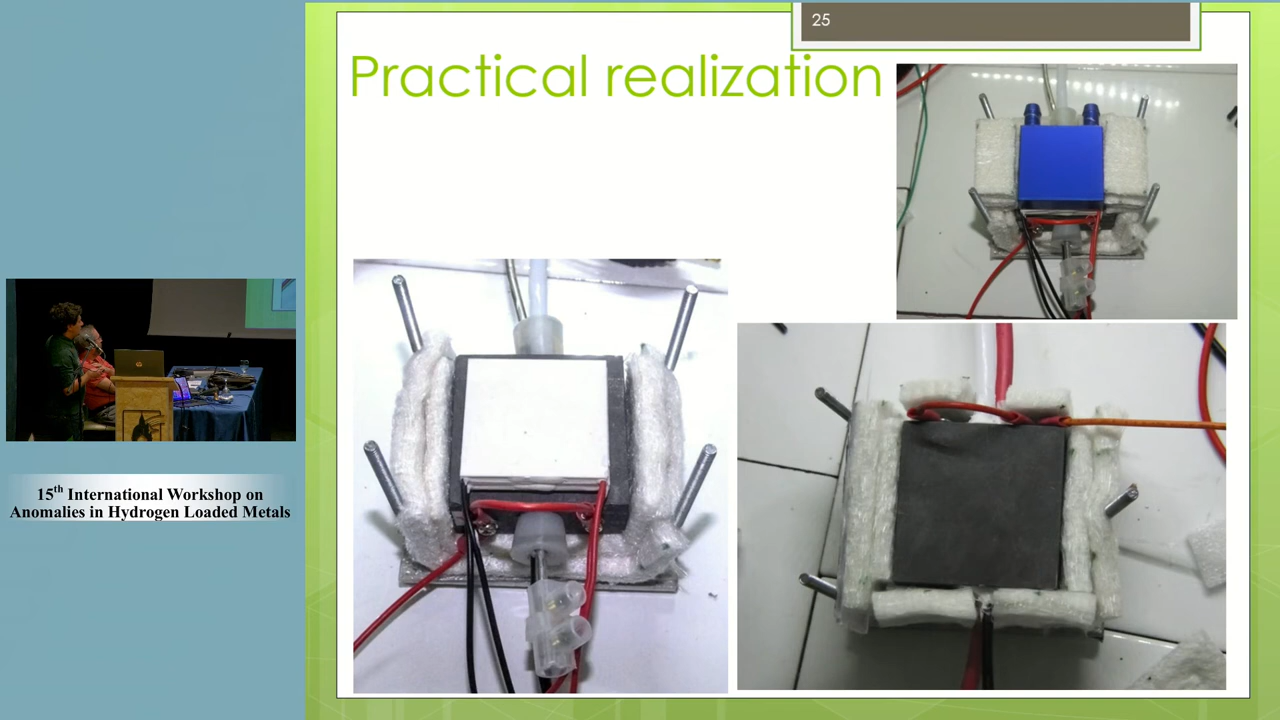 25
Practical realization
15th International Workshop on
Anomalies in Hydrogen Loaded Metals